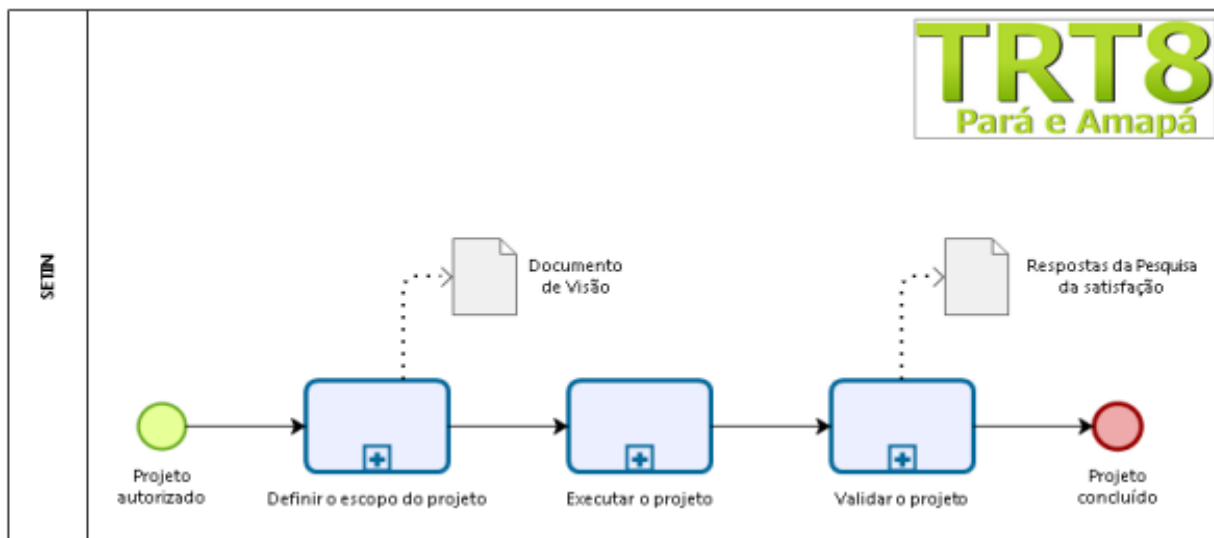 TRT8
Pará e Amapá
SETIN
Documento
de Visão
Respostas da Pesquisa
da satisfação
Projeto
autorizado
Definir o escopo do projeto
Executar o projeto
Validar o projeto
Projeto
concluído